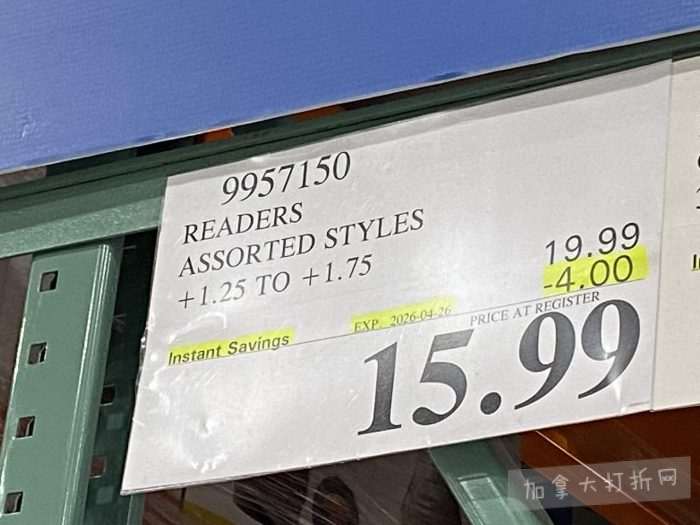 9957150
READERS
ASSORTED STYLES
+1.25 TO +1.75
19.99
-4.00
Instant Savings
EXP. 2026-04-26
PRICE AT REGISTER
15.99
加拿大打折网